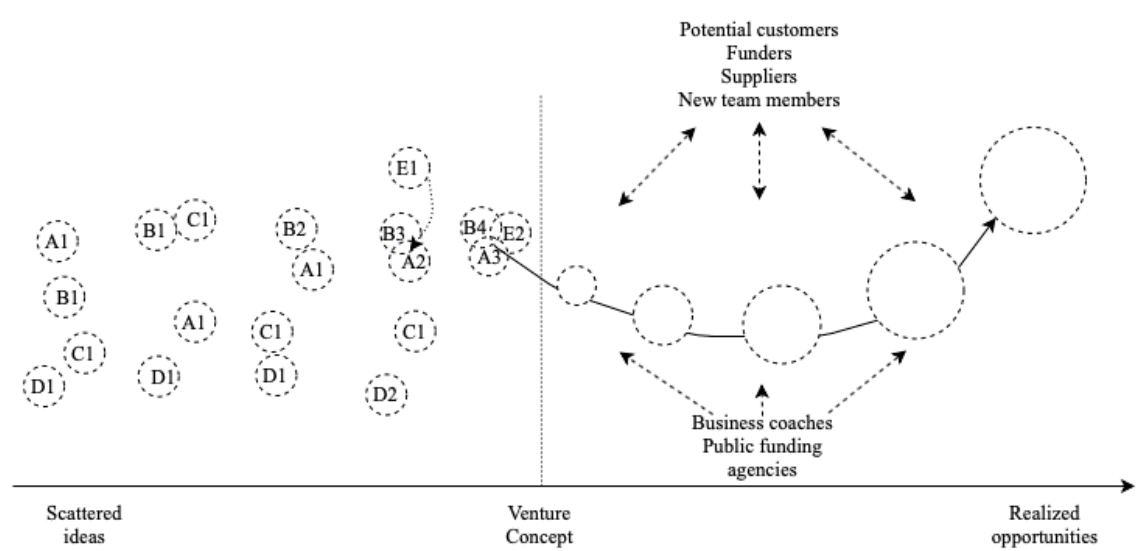 Potential customers
Funders
Suppliers
New team members
E1
A1
B1
C1
B2
B3
B4
E2
A1
A2
A3
B1
C1
D1
A1
D1
C1
D1
C1
D2
Business coaches
Public funding
agencies
Scattered
ideas
Venture
Concept
Realized
opportunities